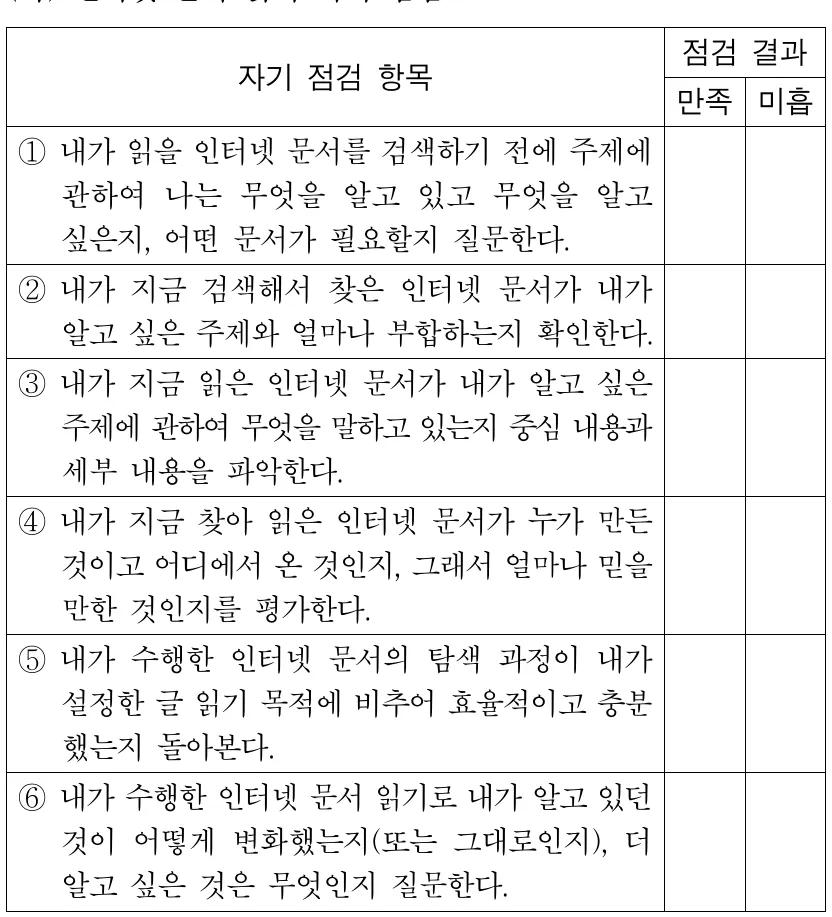 자기 점검 항목
점검 결과
만족
미흡
① 내가 읽을 인터넷 문서를 검색하기 전에 주제에
관하여 나는 무엇을 알고 있고 무엇을 알고
싶은지, 어떤 문서가 필요할지 질문한다.
② 내가 지금 검색해서 찾은 인터넷 문서가 내가
알고 싶은 주제와 얼마나 부합하는지 확인한다.
③ 내가 지금 읽은 인터넷 문서가 내가 알고 싶은
주제에 관하여 무엇을 말하고 있는지 중심 내용과
세부 내용을 파악한다.
④ 내가 지금 찾아 읽은 인터넷 문서가 누가 만든
것이고 어디에서 온 것인지, 그래서 얼마나 믿을
만한 것인지를 평가한다.
⑤ 내가 수행한 인터넷 문서의 탐색 과정이 내가
설정한 글 읽기 목적에 비추어 효율적이고 충분
했는지 돌아본다.
⑥ 내가 수행한 인터넷 문서 읽기로 내가 알고 있던
것이 어떻게 변화했는지(또는 그대로인지), 더
알고 싶은 것은 무엇인지 질문한다.